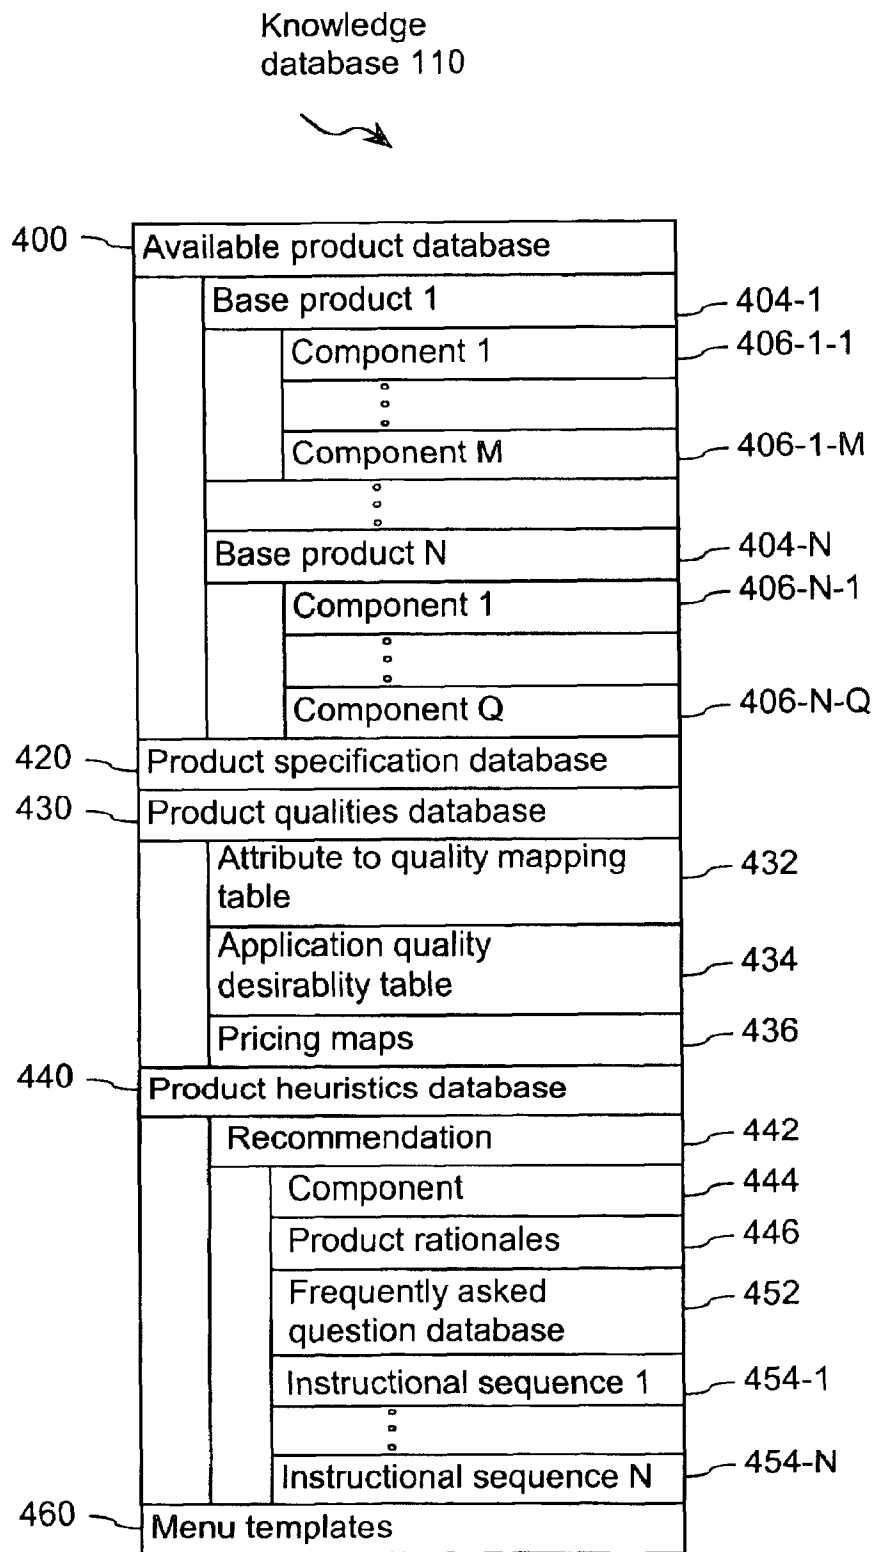 Knowledge
database 110
400 Available product database
Base product 1 404-1
Component 1 406-1-1
Component M 406-1-M
Base product N 404-N
Component 1 406-N-1
Component Q 406-N-Q
420 Product specification database
430 Product qualities database
Attribute to quality mapping 432
table
Application quality 434
desirablity table
Pricing maps 436
440 Product heuristics database
Recommendation 442
Component 444
Product rationales 446
Frequently asked 452
question database
Instructional sequence 1 454-1
Instructional sequence N 454-N
460 Menu templates